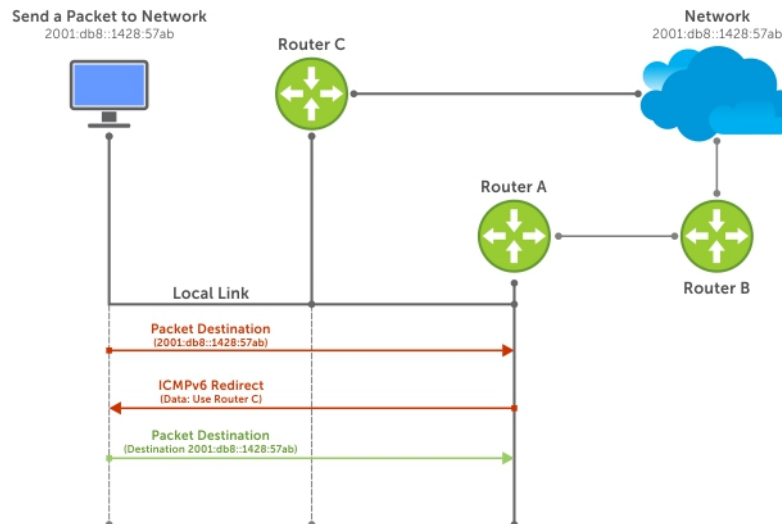 Send a Packet to Network
2001:db8::1428:57ab
Network
2001:db8::1428:57ab
Router C
Router A
Router B
Local Link
Packet Destination
(2001:db8::1428:57ab)
ICMPv6 Redirect
(Data: Use Router C)
Packet Destination
(Destination 2001:db8::1428:57ab)